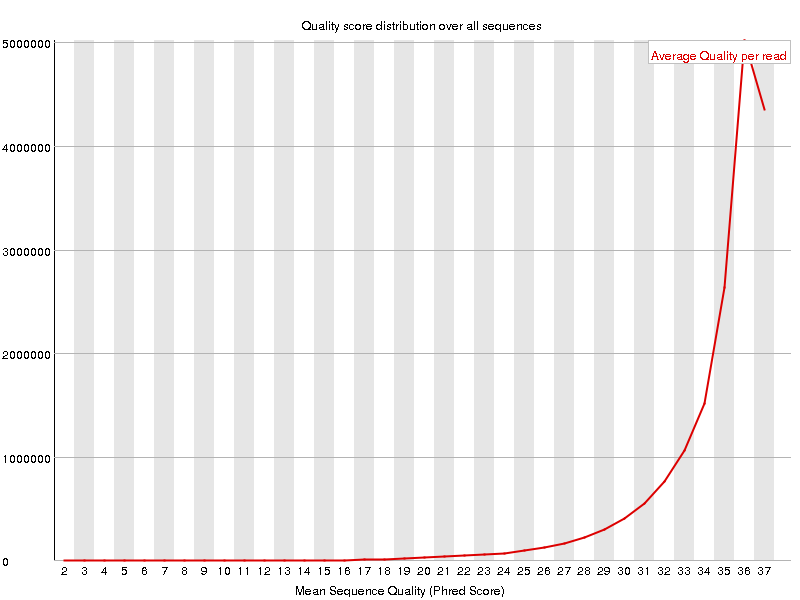 Quality score distribution over all sequences
Average Quality per read
5000000
4000000
3000000
2000000
1000000
0
2 3 4 5 6 7 8 9 10 11 12 13 14 15 16 17 18 19 20 21 22 23 24 25 26 27 28 29 30 31 32 33 34 35 36 37
Mean Sequence Quality (Phred Score)